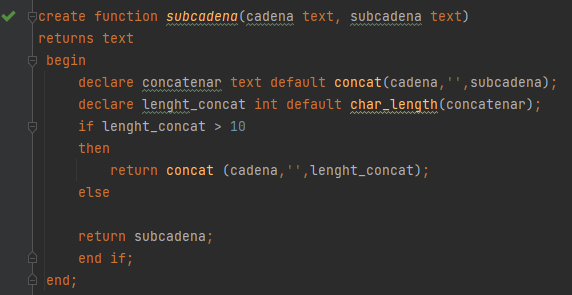 create function subcadena(cadena text, subcadena text)
returns text
begin
declare concatenar text default concat(cadena,'',subcadena);
declare lenght_concat int default char_length(concatenar);
if lenght_concat > 10
then
return concat (cadena,'',lenght_concat);
else
return subcadena;
end if;
end;